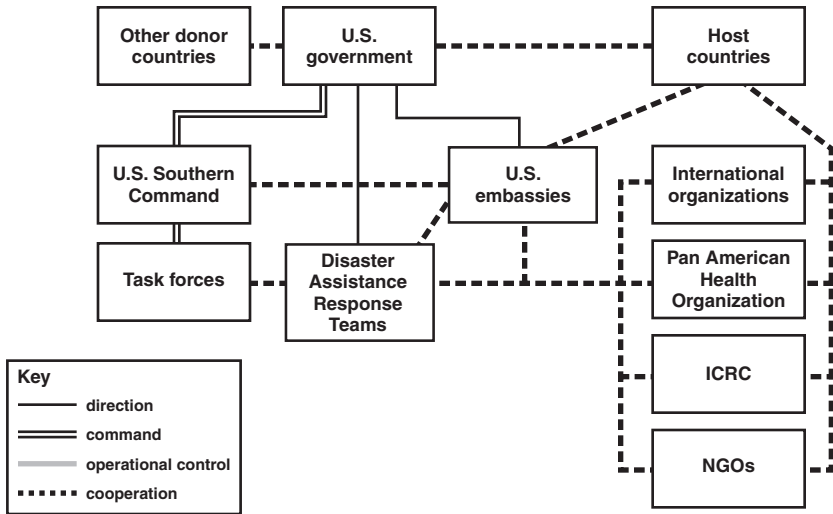 Other donor
countries
U.S.
government
Host
countries
U.S. Southern
Command
U.S.
embassies
International
organizations
Task forces
Disaster
Assistance
Response
Teams
Pan American
Health
Organization
ICRC
NGOs
Key
direction
command
operational control
cooperation